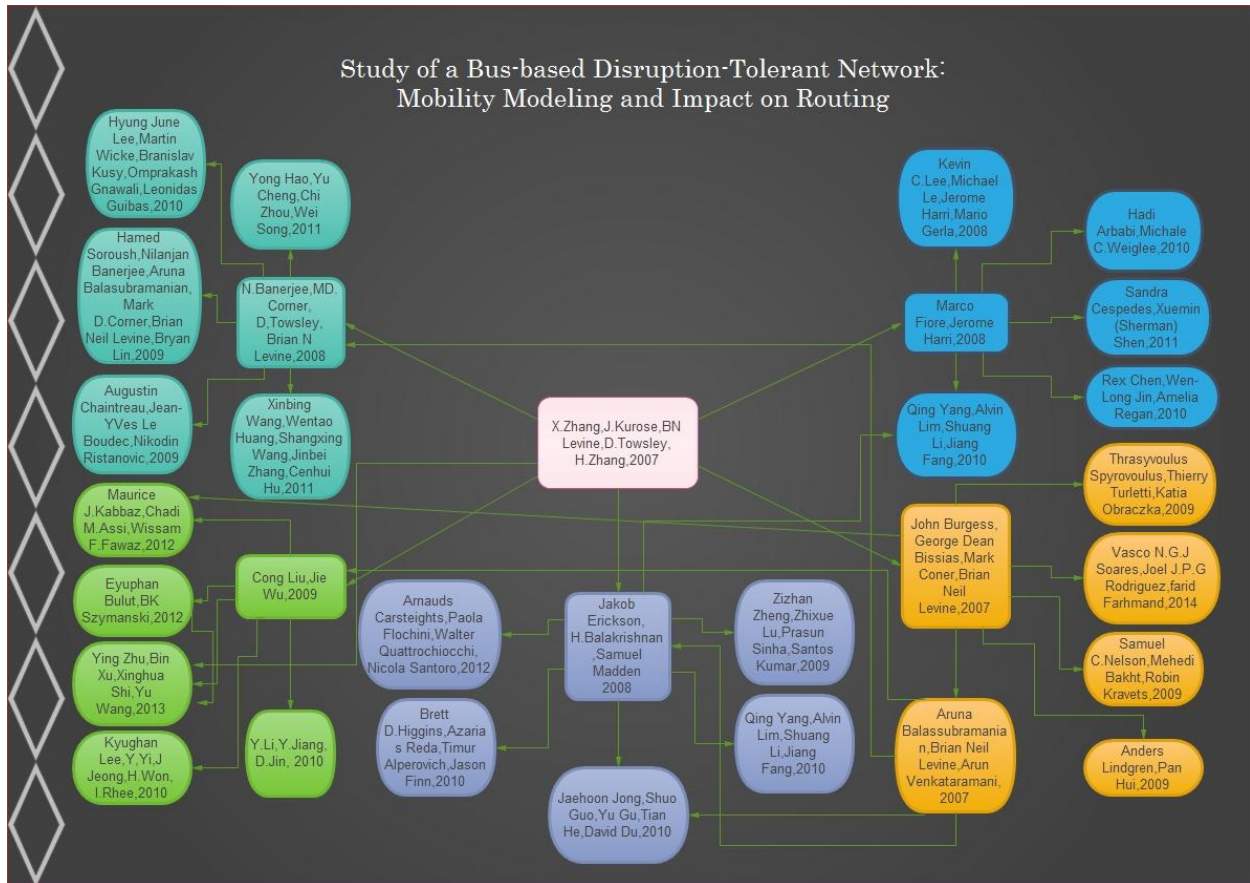 Study of a Bus-based Disruption-Tolerant Network:
Mobility Modeling and Impact on Routing
Hyung June
Lee,Martin
Wicke,Branislav
Kusy,Omprakash
Gnawali,Leonidas
Guibas,2010
Yong Hao,Yu
Cheng,Chi
Zhou,Wei
Song,2011
Hamed
Soroush,Nilanjan
Banerjee,Aruna
Balasubramanian,
Mark
D.Corner,Brian
Neil Levine,Bryan
Lin,2009
N.Banerjee,MD.
Corner,
D,Towsley,
Brian N
Levine,2008
Augustin
Chaintreau,Jean-
YVes Le
Boudec,Nikodin
Ristanovic,2009
Xinbing
Wang,Wentao
Huang,Shangxing
Wang,Jinbei
Zhang,Cenhui
Hu,2011
Kevin
C.Lee,Michael
Le,Jerome
Harri,Mario
Gerla,2008
Hadi
Arbabi,Michale
C.Weiglee,2010
Marco
Fiore,Jerome
Harri,2008
Sandra
Cespedes,Xuemin
(Sherman)
Shen,2011
Rex Chen,Wen-
Long Jin,Amelia
Regan,2010
Qing Yang,Alvin
Lim,Shuang
Li,Jiang
Fang,2010
X.Zhang,J.Kurose,BN
Levine,D.Towsley,
H.Zhang,2007
Maurice
J.Kabbaz,Chadi
M.Assi,Wissam
F.Fawaz,2012
Eyuphan
Bulut,BK
Szymanski,2012
Cong Liu,Jie
Wu,2009
Ying Zhu,Bin
Xu,Xinghua
Shi,Yu
Wang,2013
Kyughan
Lee,Y,Yi,J
Jeong,H.Won,
I.Rhee,2010
Y.Li,Y.Jiang,
D.Jin, 2010
Arnauds
Carsteights,Paola
Flochini,Walter
Quattrochiocchi,
Nicola Santoro,2012
Jakob
Erickson,
H.Balakrishnan
,Samuel
Madden
2008
Zizhan
Zheng,Zhixue
Lu,Prasun
Sinha,Santos
Kumar,2009
Brett
D.Higgins,Azaria
s Reda,Timur
Alperovich,Jason
Finn,2010
Qing Yang,Alvin
Lim,Shuang
Li,Jiang
Fang,2010
Jaehoon Jong,Shuo
Guo,Yu Gu,Tian
He,David Du,2010
Thrasyvoulus
Spyrovoulus,Thierry
Turletti,Katia
Obraczka,2009
John Burgess,
George Dean
Bissias,Mark
Coner,Brian
Neil
Levine,2007
Vasco N.G.J
Soares,Joel J.P.G
Rodriguez,farid
Farhmand,2014
Samuel
C.Nelson,Mehedi
Bakht,Robin
Kravets,2009
Aruna
Balassubramania
n,Brian Neil
Levine,Arun
Venkataramani,
2007
Anders
Lindgren,Pan
Hui,2009